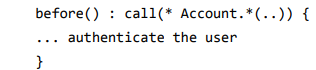 before() : call(* Account.*(..)) {
... authenticate the user
}